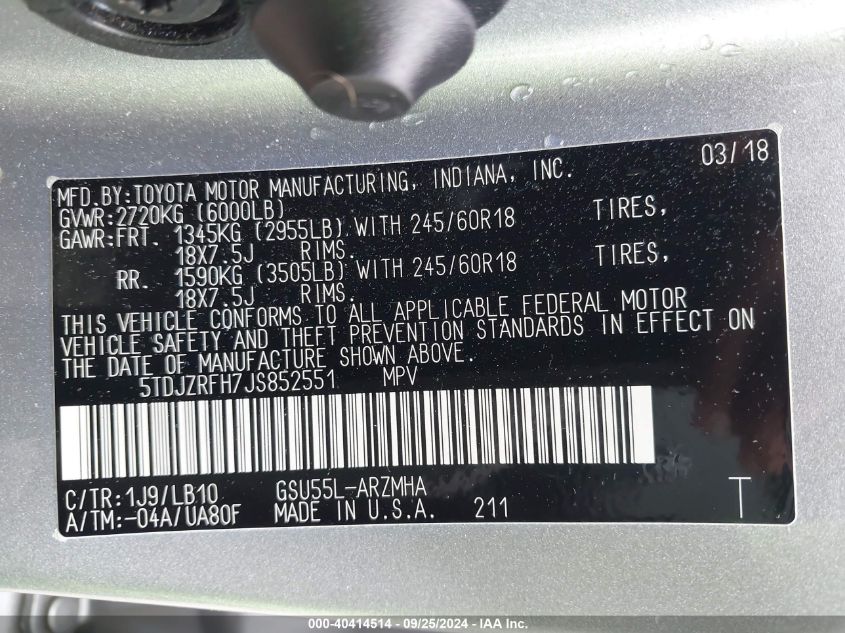 03/18
MFD.BY:TOYOTA MOTOR MANUFACTURING, INDIANA, INC.
GVWR:2720KG (6000LB)
GAWR:FRT. 1345KG (2955LB) WITH 245/60R18 TIRES,
18X7.5J RIMS.
RR. 1590KG (3505LB) WITH 245/60R18 TIRES,
18X7.5J RIMS.
THIS VEHICLE CONFORMS TO ALL APPLICABLE FEDERAL MOTOR
VEHICLE SAFETY AND THEFT PREVENTION STANDARDS IN EFFECT ON
THE DATE OF MANUFACTURE SHOWN ABOVE.
5TDJZRFH7JS852551 MPV
C/TR:1J9/LB10 GSU55L-ARZMHA
A/TM:-04A/UA80F MADE IN U.S.A. 211 T
000-40414514 - 09/25/2024 - IAA Inc.